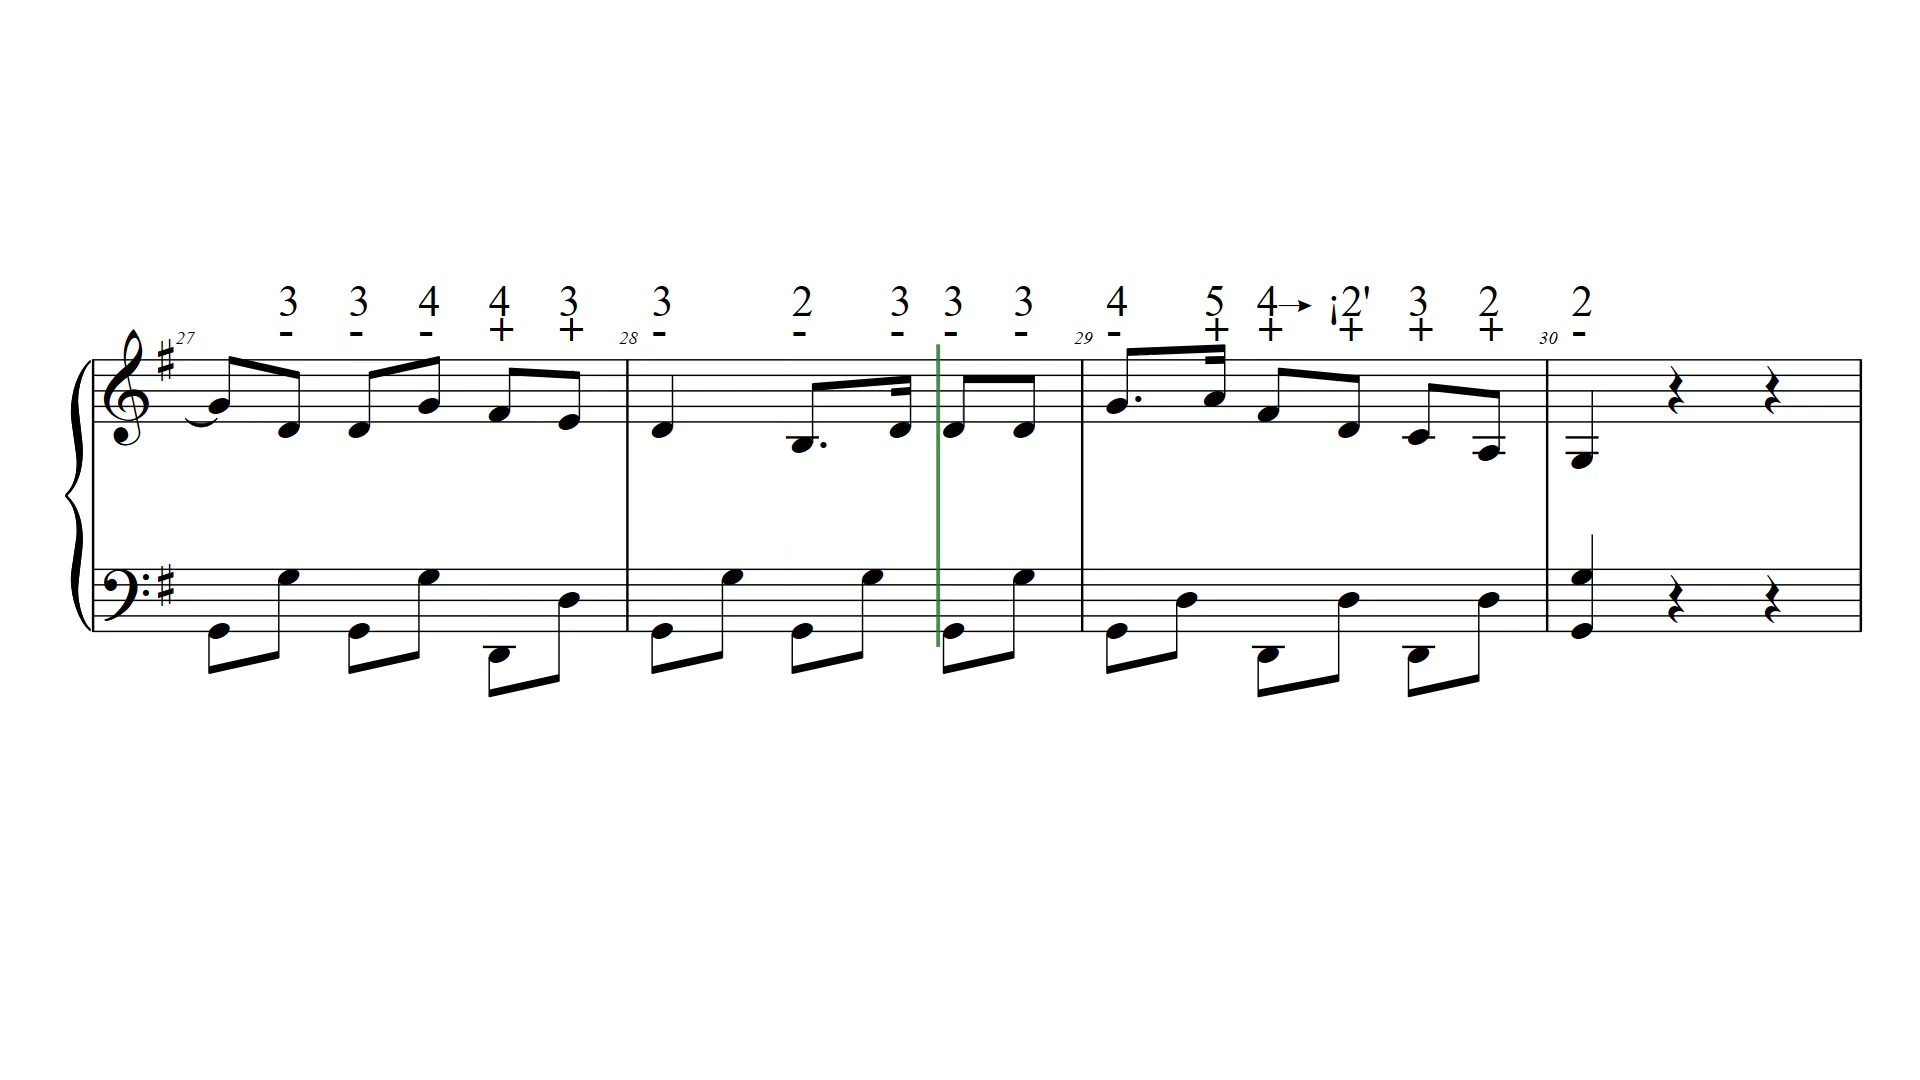 3 3 4 4 3 3 2 3 3 3 4 5 4→ ¡2' 3 2 2
- - - + + - - - - - - + + + + + -
27 28 29 30